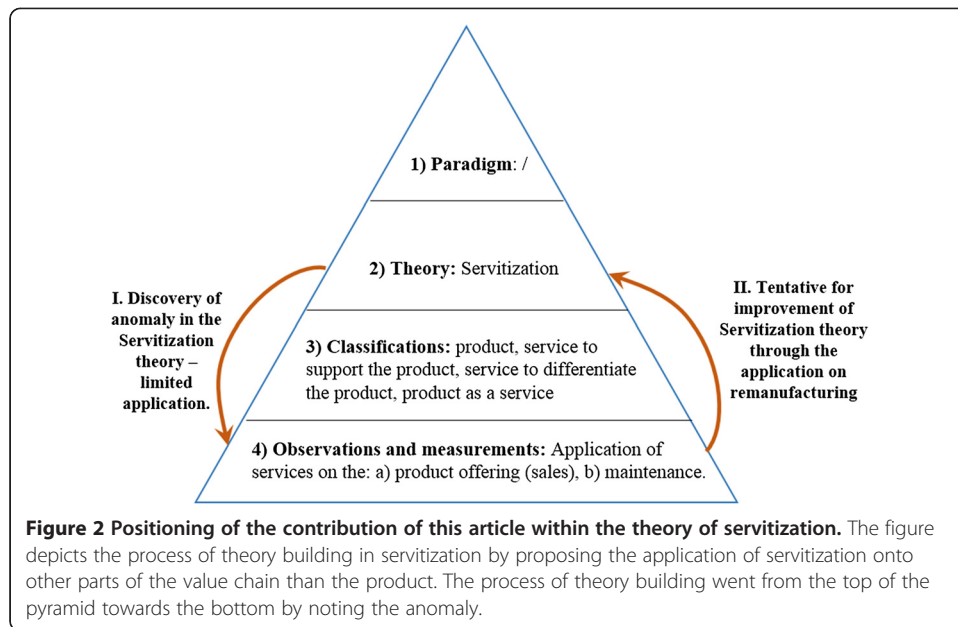 1) Paradigm: /
2) Theory: Servitization
I. Discovery of
anomaly in the
Servitization
theory –
limited
application.
II. Tentative for
improvement of
Servitization theory
through the
application on
remanufacturing
3) Classifications: product, service to
support the product, service to differentiate
the product, product as a service
4) Observations and measurements: Application of
services on the: a) product offering (sales), b) maintenance.
Figure 2 Positioning of the contribution of this article within the theory of servitization. The figure
depicts the process of theory building in servitization by proposing the application of servitization onto
other parts of the value chain than the product. The process of theory building went from the top of the
pyramid towards the bottom by noting the anomaly.